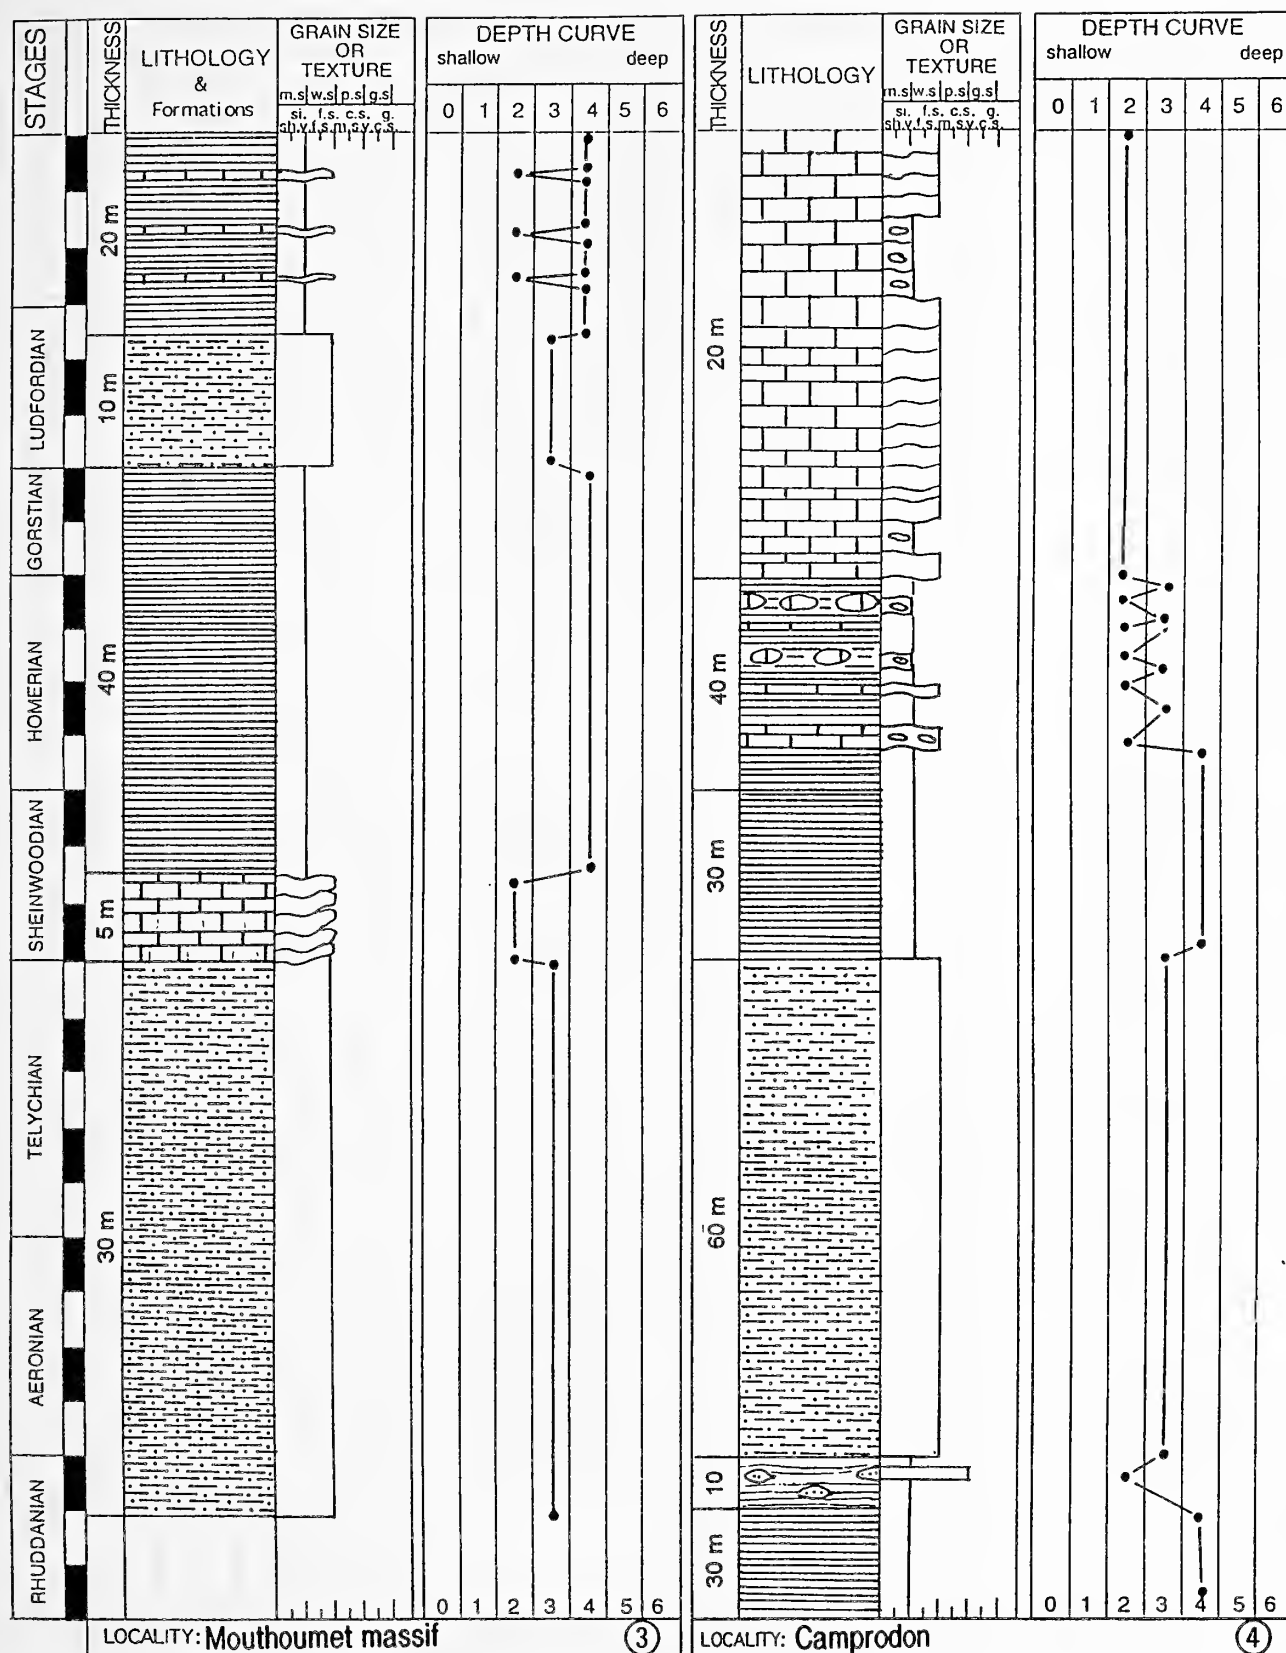 STAGES
THICKNESS
LITHOLOGY
&
Formations
GRAIN SIZE
OR
TEXTURE
m.s w.s p.s g.s
si. f.s. c.s. g.
sh.v.f.s.m.s.v.c.s.
DEPTH CURVE
shallow deep
0 1 2 3 4 5 6
LUDFORDIAN
GORSTIAN
HOMERIAN
SHEINWOODIAN
TELYCHIAN
AERONIAN
RHUDDANIAN
20 m
10 m
40 m
5 m
30 m
0 1 2 3 4 5 6
LOCALITY: Mouthoumet massif 3
THICKNESS
LITHOLOGY
GRAIN SIZE
OR
TEXTURE
m.s w.s p.s g.s
si. f.s. c.s. g.
sh.v.f.s.m.s.v.c.s.
DEPTH CURVE
shallow deep
0 1 2 3 4 5 6
20 m
40 m
30 m
60 m
10
30 m
0 1 2 3 4 5 6
LOCALITY: Camprodon 4